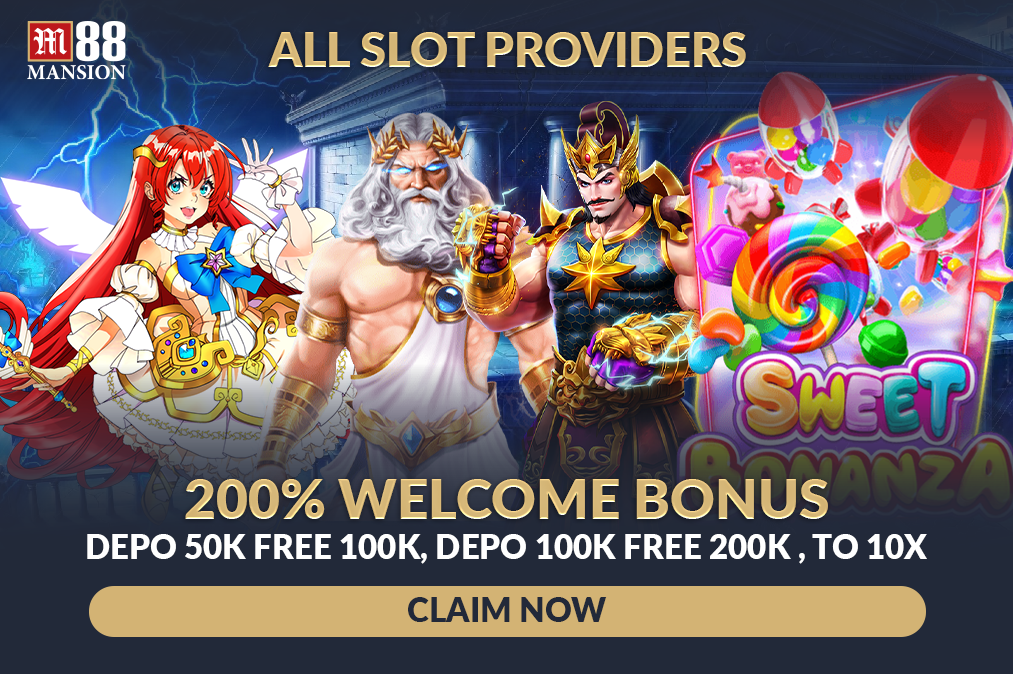 M88
MANSION
ALL SLOT PROVIDERS
SWEET
BONANZA
200% WELCOME BONUS
DEPO 50K FREE 100K, DEPO 100K FREE 200K , TO 10X
CLAIM NOW